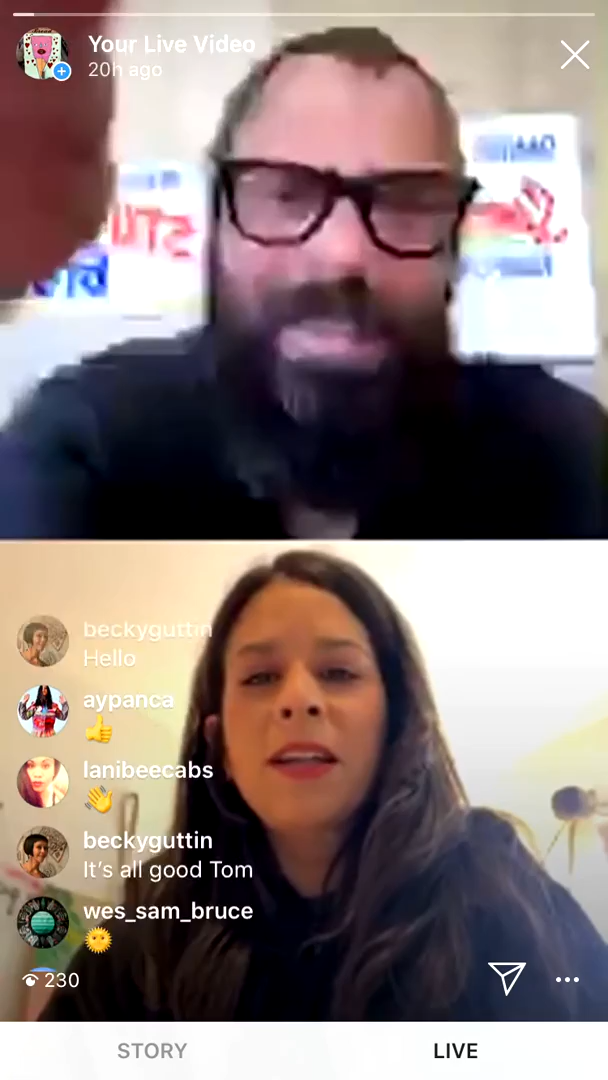 Your Live Video
20h ago
beckyguttin
Hello
aypanca
👍
lanibeecabs
👋
beckyguttin
It’s all good Tom
wes_sam_bruce
🌞
230
STORY
LIVE